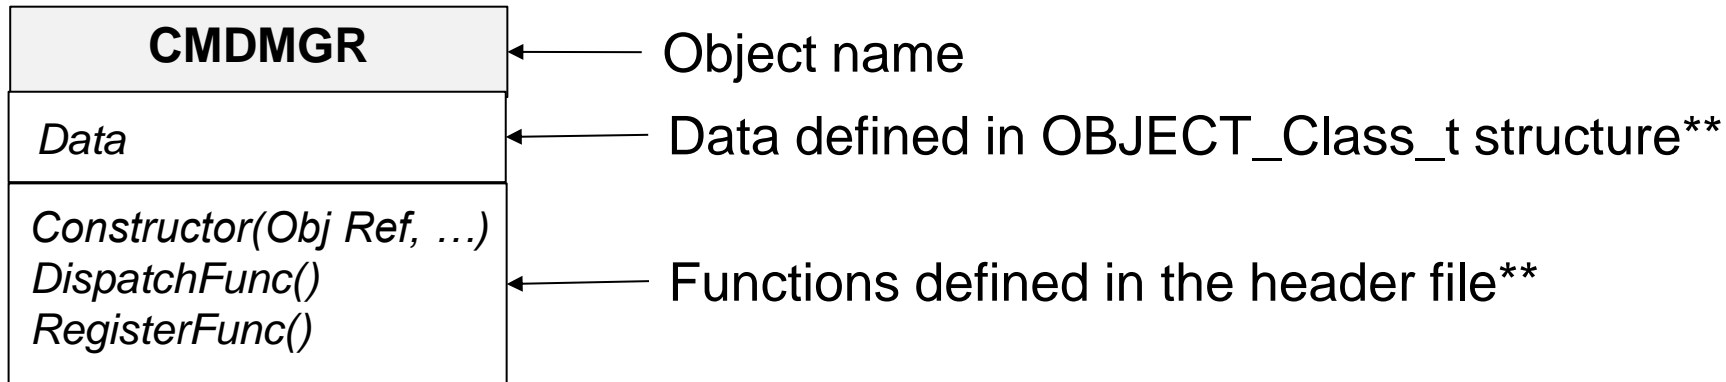 CMDMGR
Object name
Data
Data defined in OBJECT_Class_t structure**
Constructor(Obj Ref, …)
DispatchFunc()
Functions defined in the header file**
RegisterFunc()